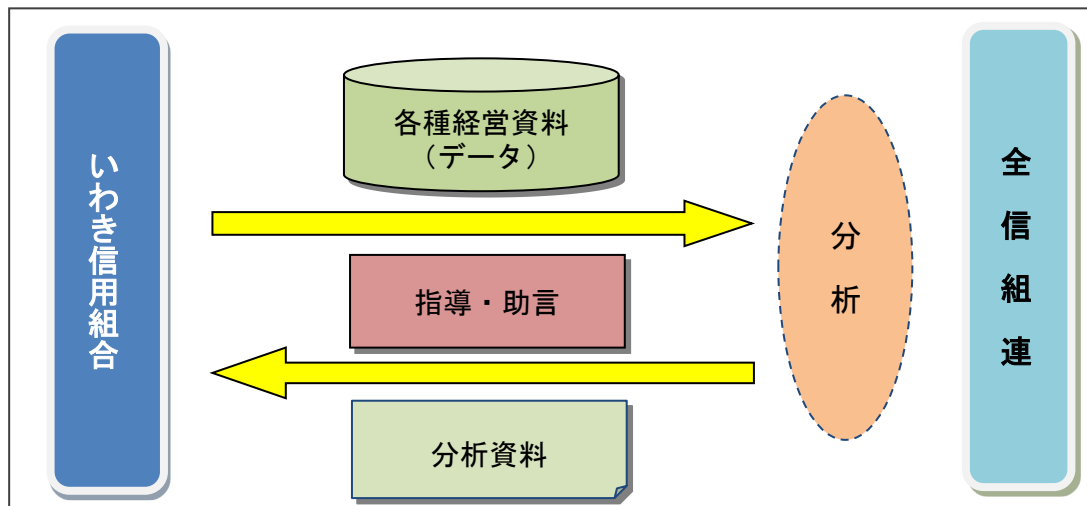 いわき信用組合
各種経営資料
（データ）
指導・助言
分析資料
分析
全信組連